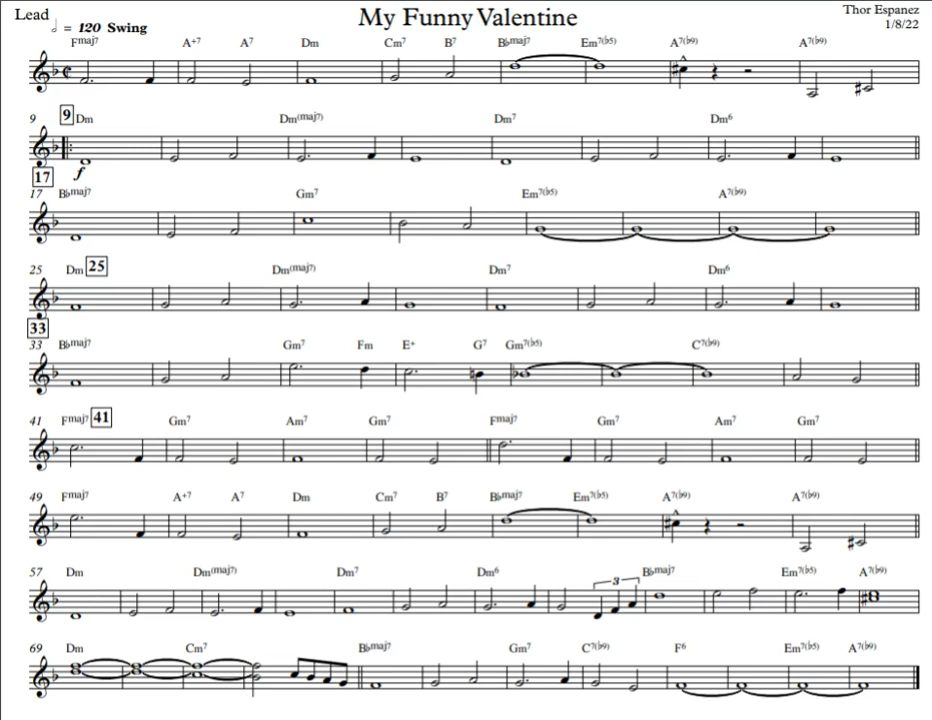 Lead
My Funny Valentine
Thor Espanez
1/8/22
= 120 Swing
Fmaj7 A+7 A7 Dm Cm7 B7 B♭maj7 Em7(♭5) A7(♭9) A7(♭9)
9 9 Dm Dm(maj7) Dm7 Dm6
f
17
17 B♭maj7 Gm7 Em7(♭5) A7(♭9)
25 Dm 25 Dm(maj7) Dm7 Dm6
33
33 B♭maj7 Gm7 Fm E+ G7 Gm7(♭5) C7(♭9)
41 Fmaj7 41 Gm7 Am7 Gm7 Fmaj7 Gm7 Am7 Gm7
49 Fmaj7 A+7 A7 Dm Cm7 B7 B♭maj7 Em7(♭5) A7(♭9) A7(♭9)
57 Dm Dm(maj7) Dm7 Dm6 3 B♭maj7 Em7(♭5) A7(♭9)
69 Dm Cm7 B♭maj7 Gm7 C7(♭9) F6 Em7(♭5) A7(♭9)